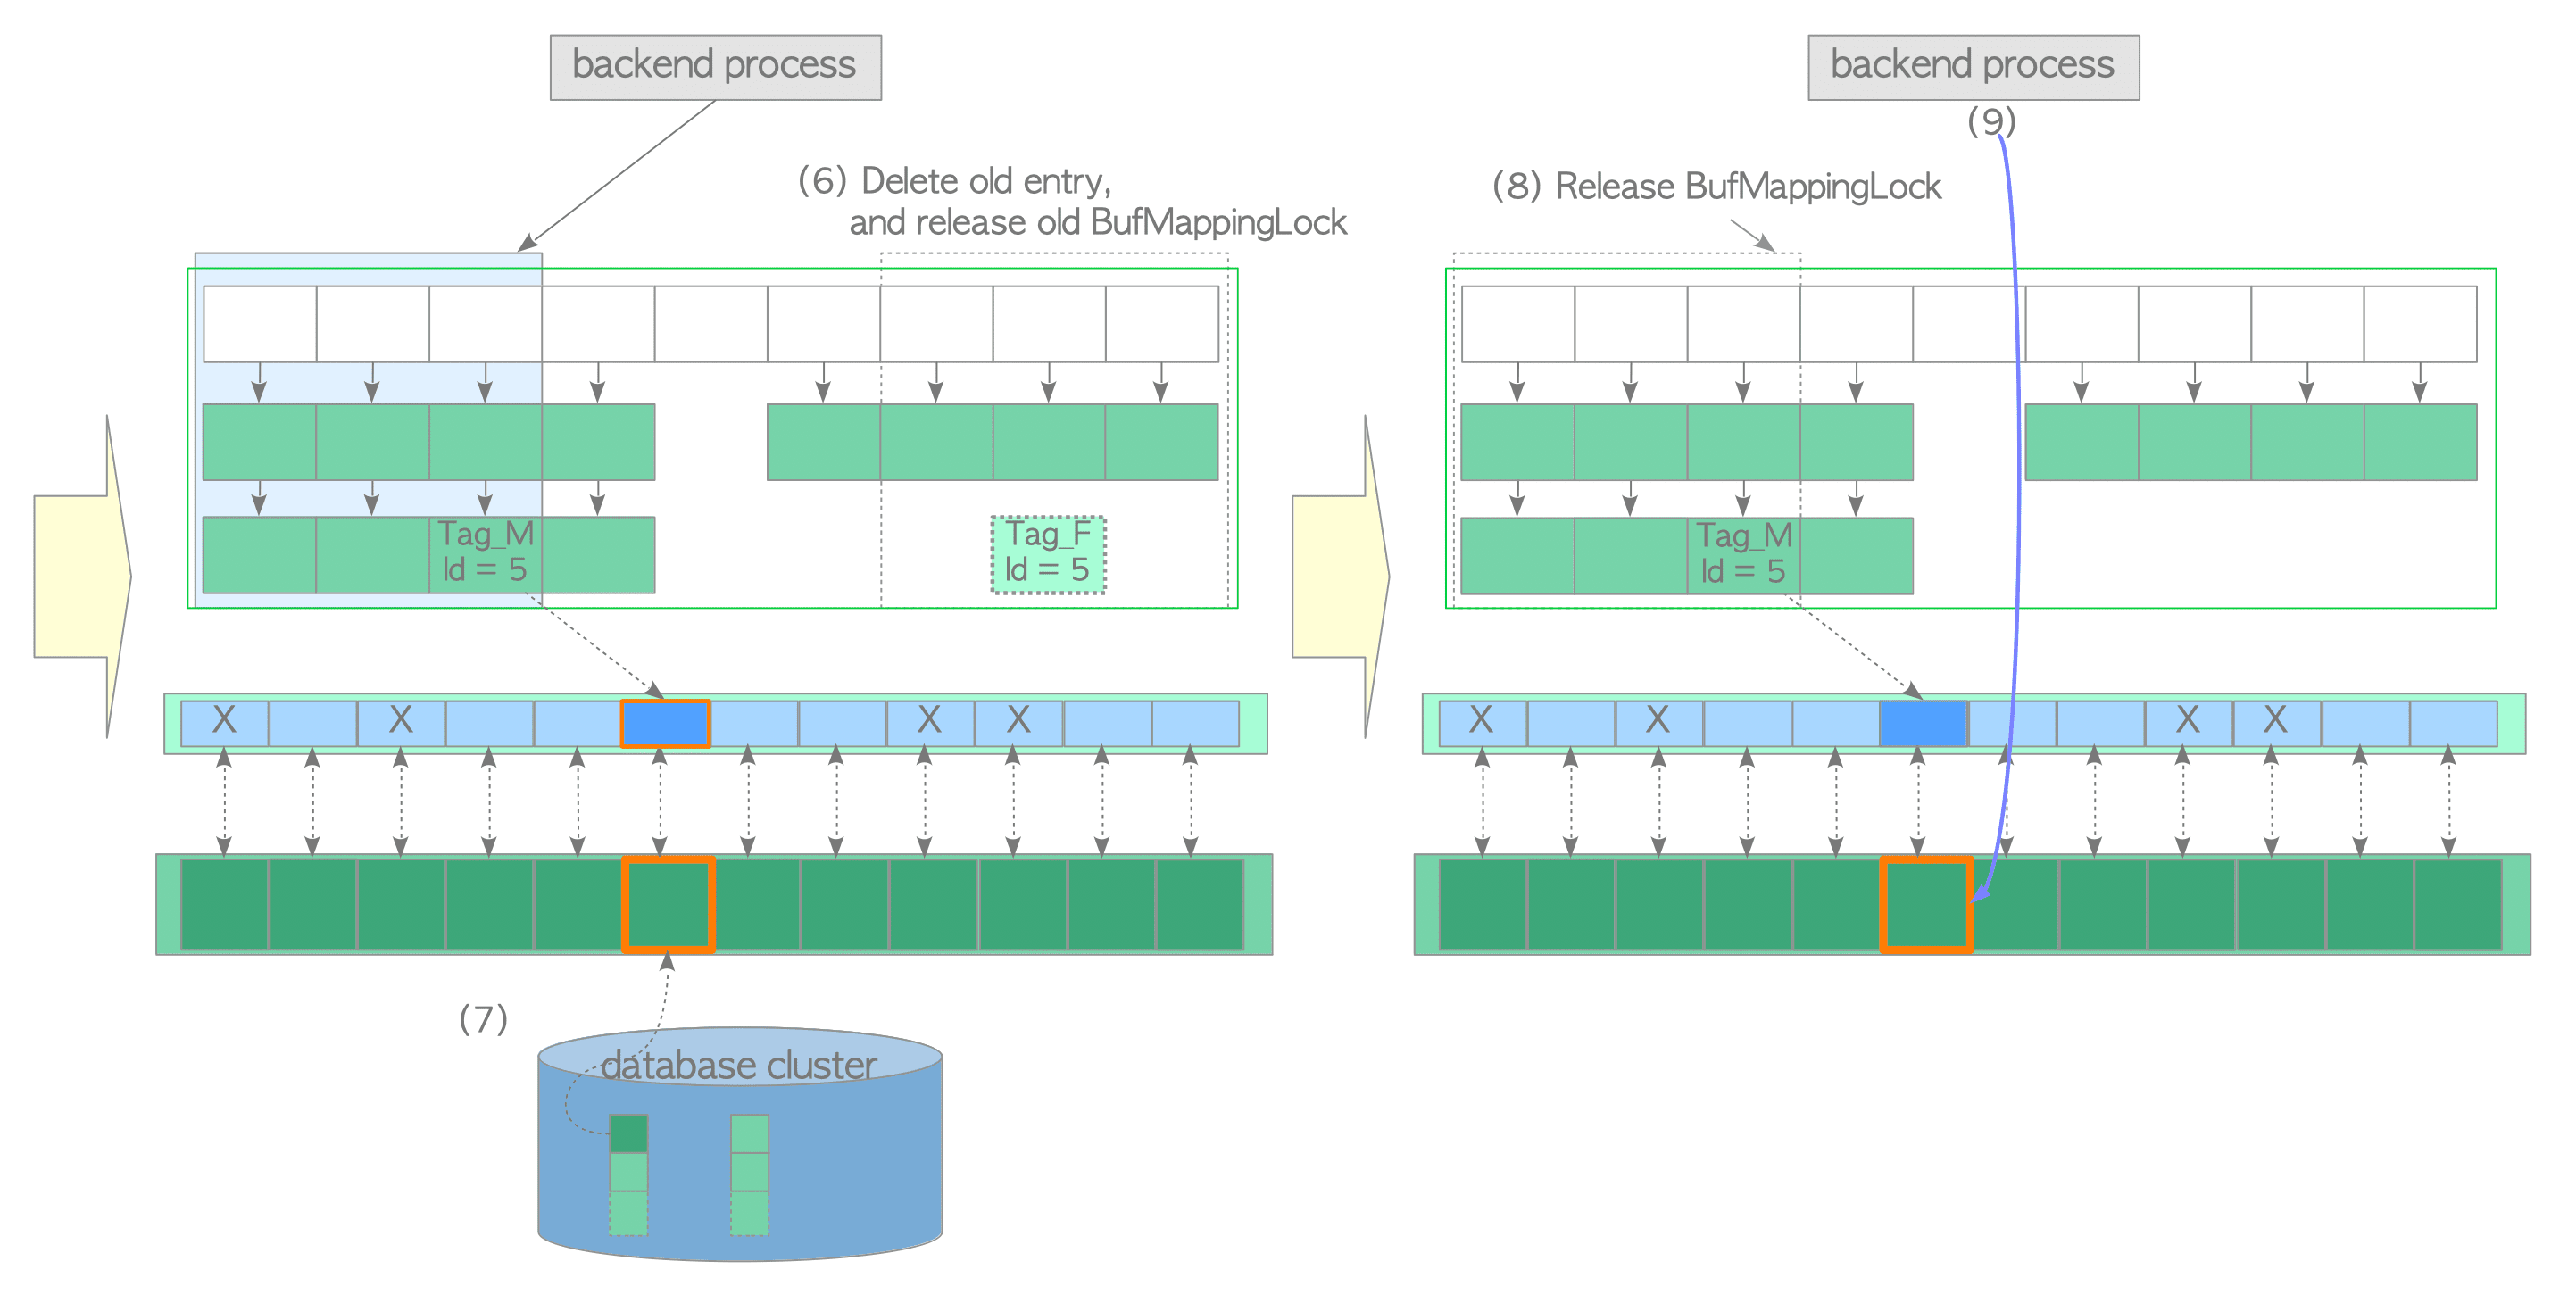 backend process
(6) Delete old entry,
and release old BufMappingLock
Tag_M
Id = 5
Tag_F
Id = 5
X X X X
(7)
database cluster
backend process
(9)
(8) Release BufMappingLock
Tag_M
Id = 5
X X X X